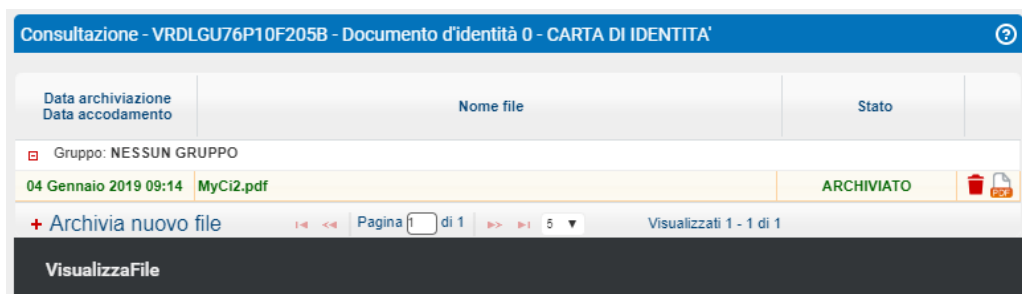 Consultazione - VRDLGU76P10F205B - Documento d'identità 0 - CARTA DI IDENTITA'
Data archiviazione
Data accodamento
Nome file
Stato
Gruppo: NESSUN GRUPPO
04 Gennaio 2019 09:14 MyCi2.pdf ARCHIVIATO PDF
+ Archivia nuovo file Pagina 1 di 1 5 Visualizzati 1 - 1 di 1
VisualizzaFile